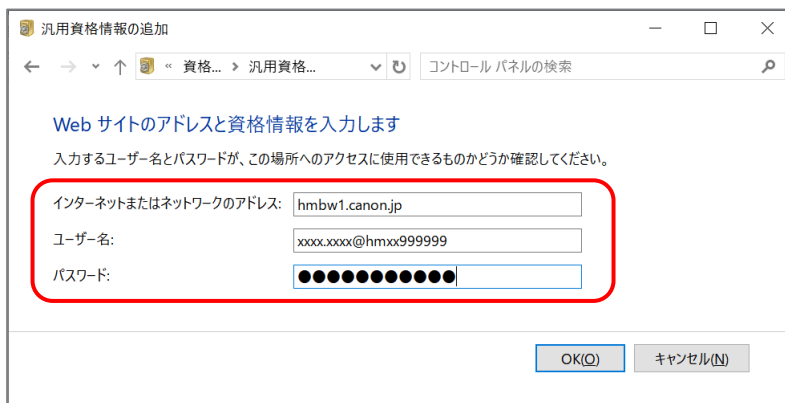 汎用資格情報の追加
« 資格... > 汎用資格...
コントロール パネルの検索
Web サイトのアドレスと資格情報を入力します
入力するユーザー名とパスワードが、この場所へのアクセスに使用できるものかどうか確認してください。
インターネットまたはネットワークのアドレス: hmbw1.canon.jp
ユーザー名: xxxx.xxxx@hmxx999999
パスワード: ●●●●●●●●●●●
OK(O) キャンセル(N)